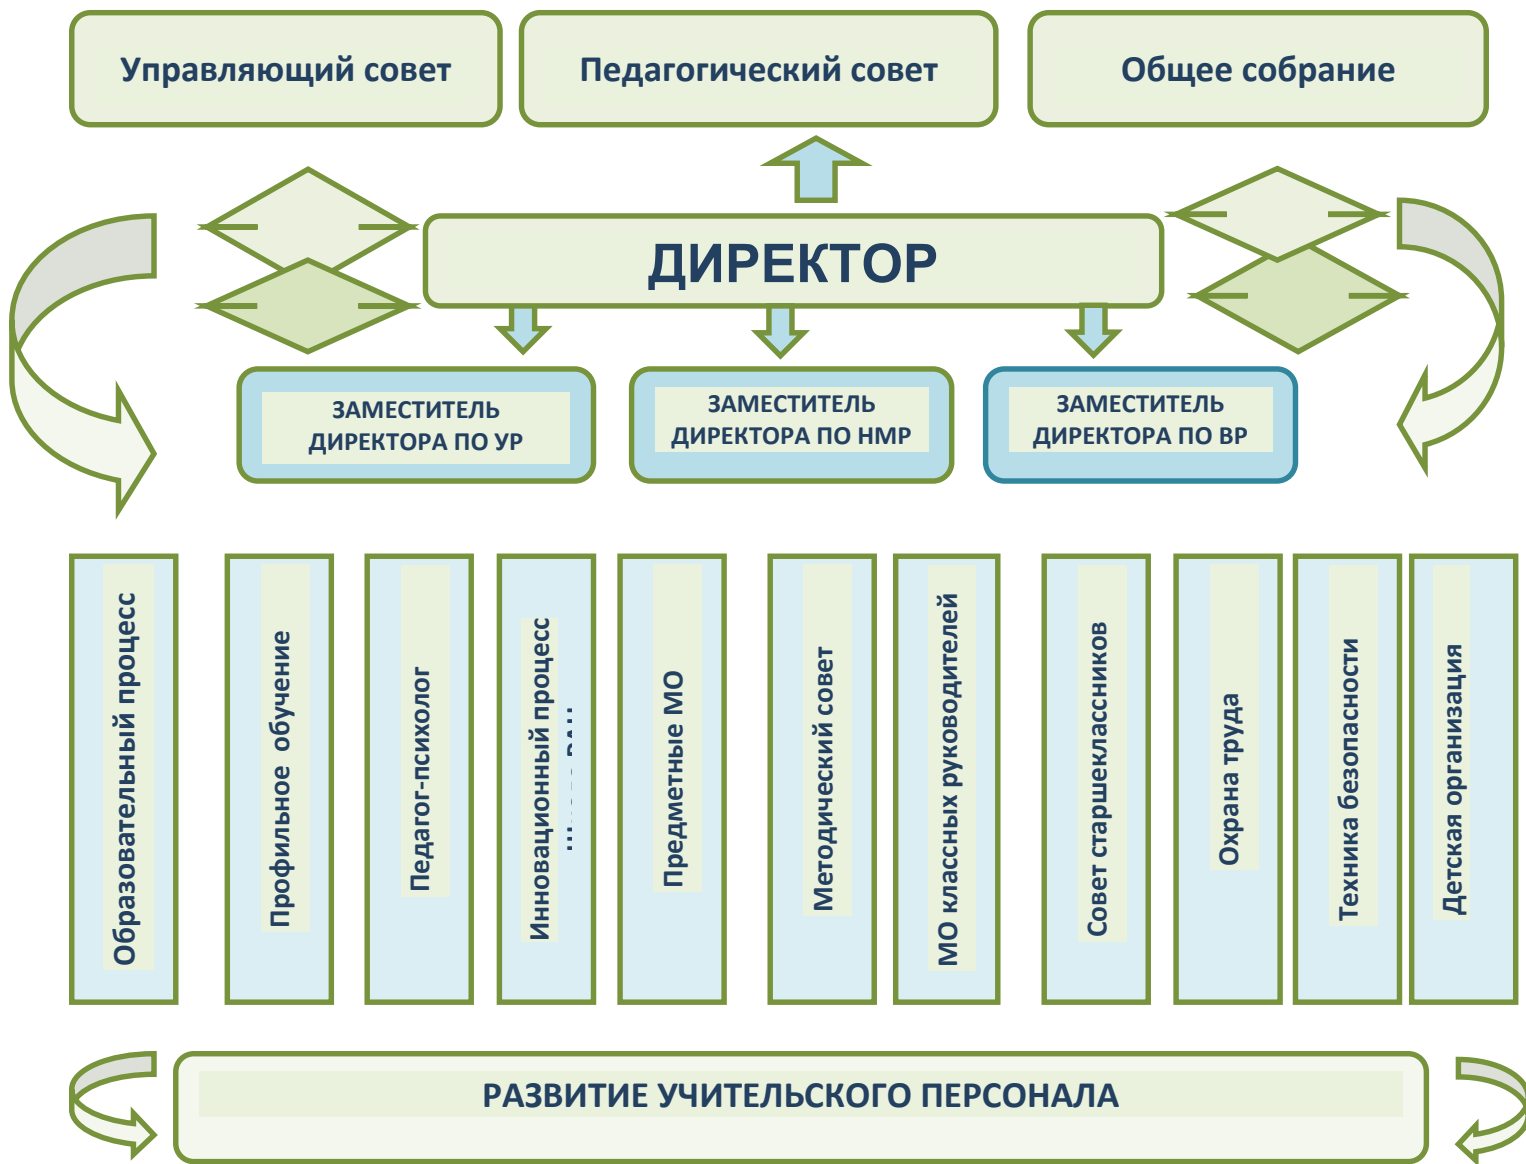 Управляющий совет
Педагогический совет
Общее собрание
ДИРЕКТОР
ЗАМЕСТИТЕЛЬ
ДИРЕКТОРА ПО УР
ЗАМЕСТИТЕЛЬ
ДИРЕКТОРА ПО НМР
ЗАМЕСТИТЕЛЬ
ДИРЕКТОРА ПО ВР
Образовательный процесс
Профильное обучение
Педагог-психолог
Инновационный процесс
Предметные МО
Методический совет
МО классных руководителей
Совет старшеклассников
Охрана труда
Техника безопасности
Детская организация
РАЗВИТИЕ УЧИТЕЛЬСКОГО ПЕРСОНАЛА